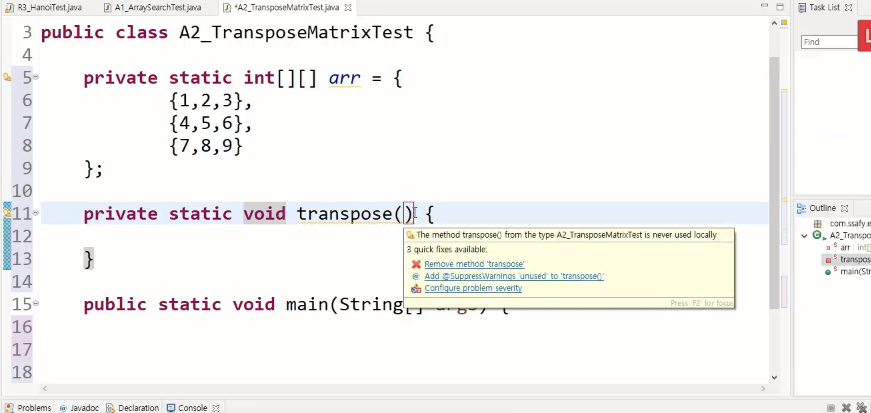 R3_HanoiTest.java
A1_ArraySearchTest.java
*A2_TransposeMatrixTest.java
Task List
Find
3 public class A2_TransposeMatrixTest {
4
5 private static int[][] arr = {
6 {1,2,3},
7 {4,5,6},
8 {7,8,9}
9 };
10
11 private static void transpose() {
12
13 }
14
15 public static void main(String[] args) {
16
17
18
The method transpose() from the type A2_TransposeMatrixTest is never used locally
3 quick fixes available:
Remove method 'transpose'
Add @SuppressWarnings 'unused' to 'transpose()'
Configure problem severity
Press 'F2' for focus
Outline
com.ssafy.e
A2_Transpo
arr : int[]
transpos
main(Stri
Problems
Javadoc
Declaration
Console